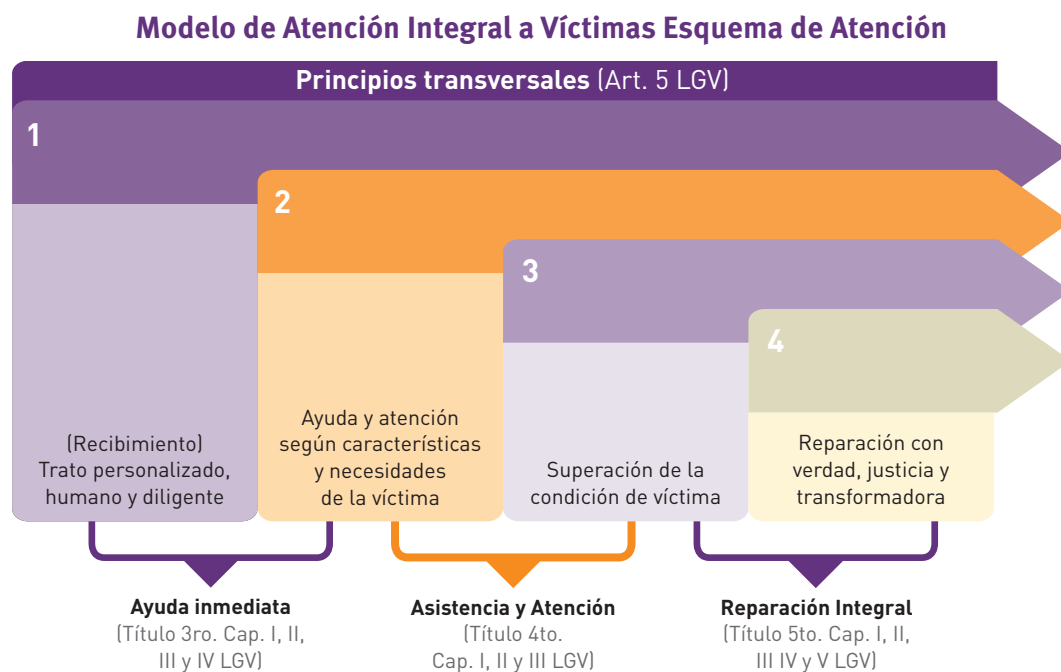 Modelo de Atención Integral a Víctimas Esquema de Atención
Principios transversales (Art. 5 LGV)
1
2
3
4
(Recibimiento)
Trato personalizado,
humano y diligente
Ayuda y atención
según características
y necesidades
de la víctima
Superación de la
condición de víctima
Reparación con
verdad, justicia y
transformadora
Ayuda inmediata
(Título 3ro. Cap. I, II,
III y IV LGV)
Asistencia y Atención
(Título 4to.
Cap. I, II y III LGV)
Reparación Integral
(Título 5to. Cap. I, II,
III IV y V LGV)